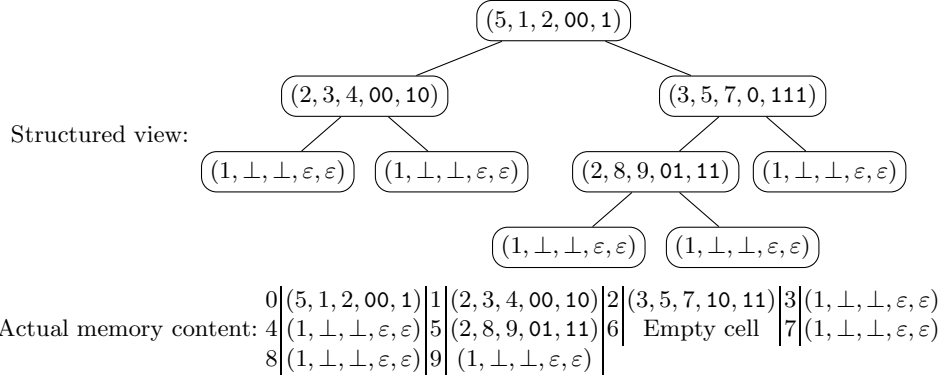 (5, 1, 2, 00, 1)
(2, 3, 4, 00, 10) (3, 5, 7, 0, 111)
Structured view:
(1, ⊥, ⊥, ε, ε) (1, ⊥, ⊥, ε, ε) (2, 8, 9, 01, 11) (1, ⊥, ⊥, ε, ε)
(1, ⊥, ⊥, ε, ε) (1, ⊥, ⊥, ε, ε)
0 (5, 1, 2, 00, 1) 1 (2, 3, 4, 00, 10) 2 (3, 5, 7, 10, 11) 3 (1, ⊥, ⊥, ε, ε)
Actual memory content: 4 (1, ⊥, ⊥, ε, ε) 5 (2, 8, 9, 01, 11) 6 Empty cell 7 (1, ⊥, ⊥, ε, ε)
8 (1, ⊥, ⊥, ε, ε) 9 (1, ⊥, ⊥, ε, ε)